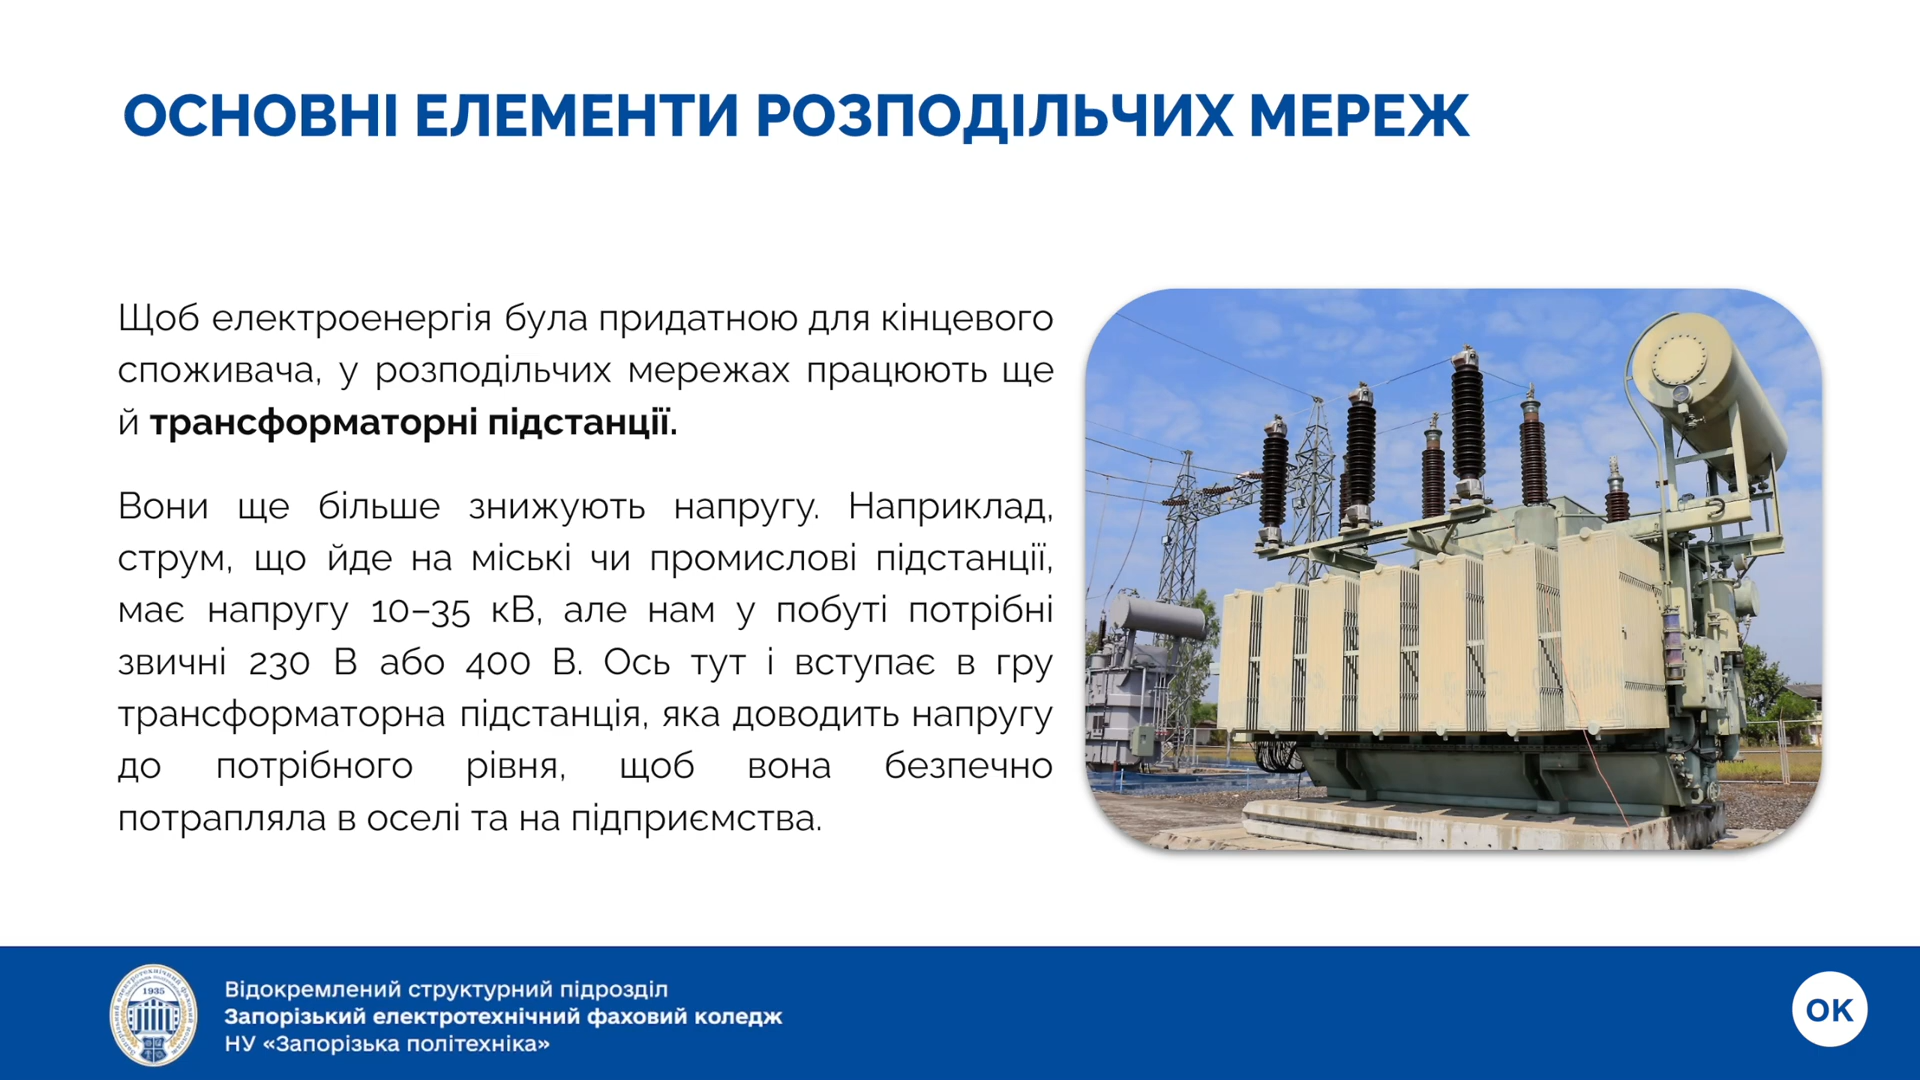 ОСНОВНІ ЕЛЕМЕНТИ РОЗПОДІЛЬЧИХ МЕРЕЖ
Щоб електроенергія була придатною для кінцевого
споживача, у розподільчих мережах працюють ще
й трансформаторні підстанції.
Вони ще більше знижують напругу. Наприклад,
струм, що йде на міські чи промислові підстанції,
має напругу 10–35 кВ, але нам у побуті потрібні
звичні 230 В або 400 В. Ось тут і вступає в гру
трансформаторна підстанція, яка доводить напругу
до потрібного рівня, щоб вона безпечно
потрапляла в оселі та на підприємства.
1935
Відокремлений структурний підрозділ
Запорізький електротехнічний фаховий коледж
НУ «Запорізька політехніка»
ОК